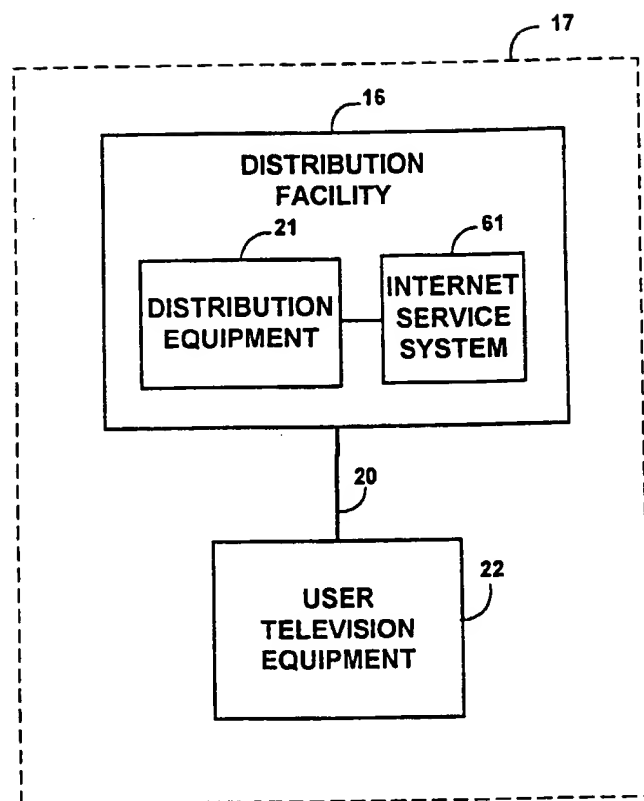 17
16
DISTRIBUTION
FACILITY
21
61
DISTRIBUTION
EQUIPMENT
INTERNET
SERVICE
SYSTEM
20
22
USER
TELEVISION
EQUIPMENT